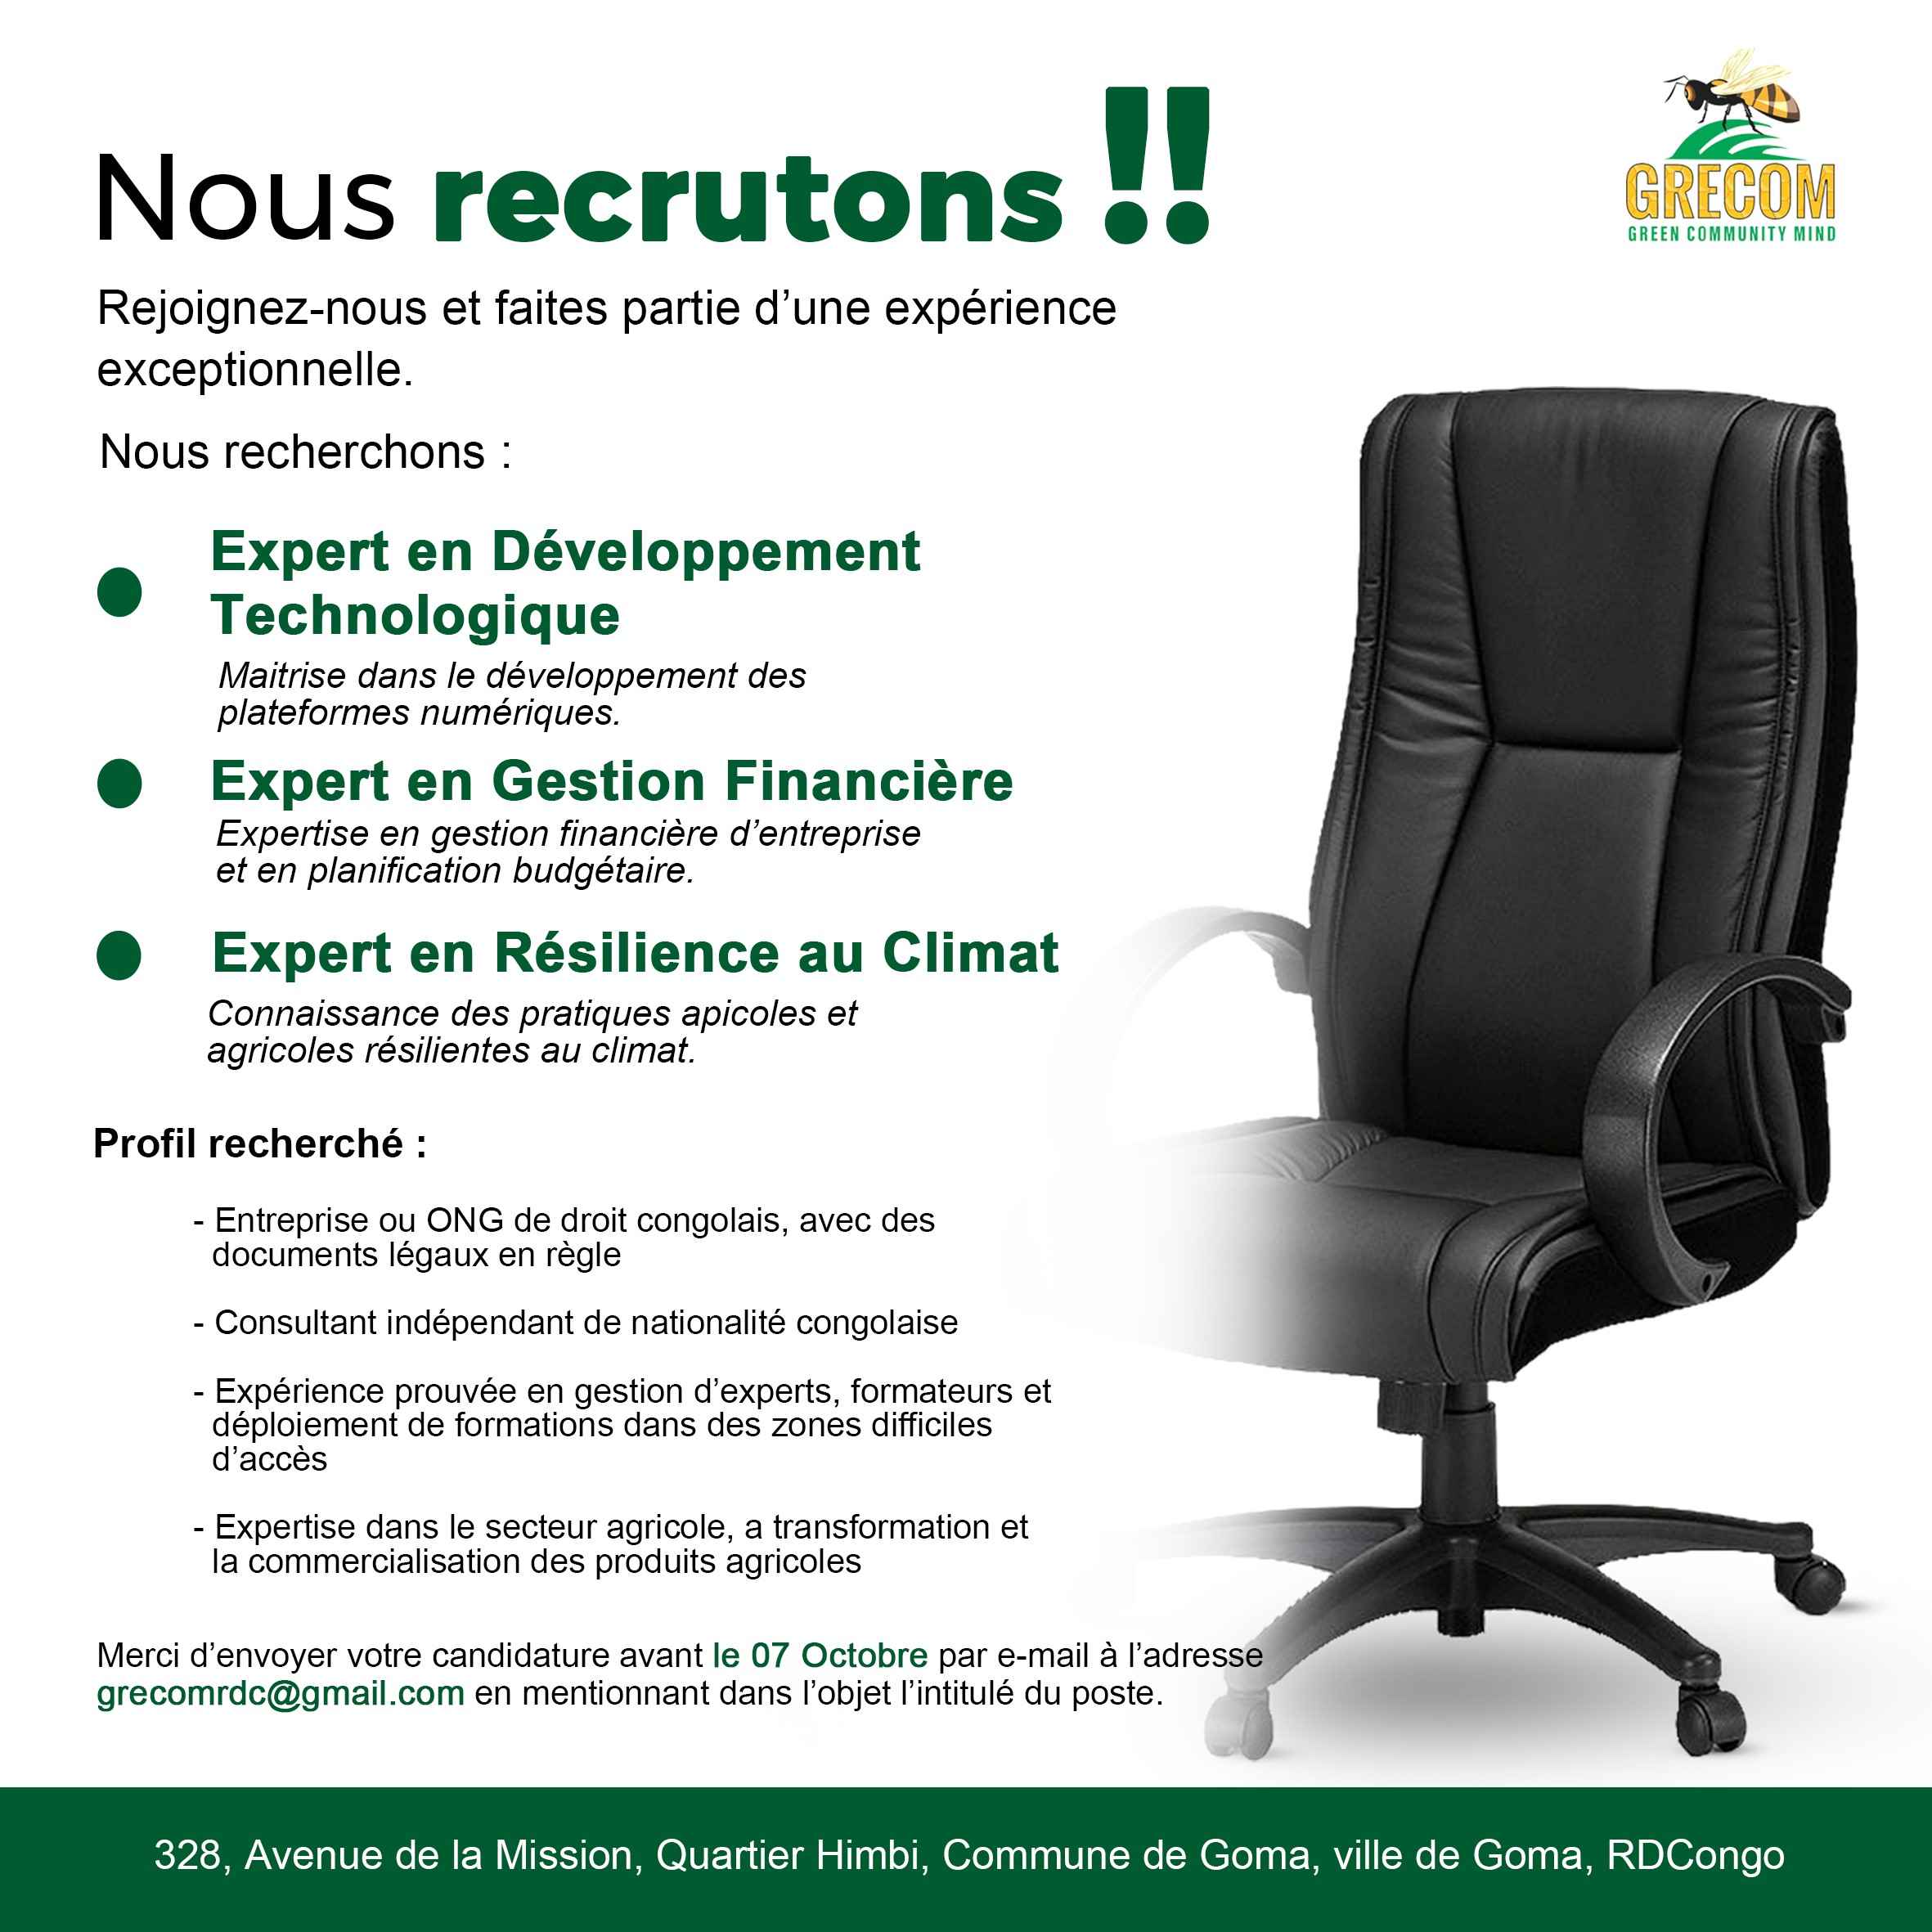 Nous recrutons !!
GRECOM
GREEN COMMUNITY MIND
Rejoignez-nous et faites partie d’une expérience
exceptionnelle.
Nous recherchons :
Expert en Développement
Technologique
Maitrise dans le développement des
plateformes numériques.
Expert en Gestion Financière
Expertise en gestion financière d’entreprise
et en planification budgétaire.
Expert en Résilience au Climat
Connaissance des pratiques apicoles et
agricoles résilientes au climat.
Profil recherché :
- Entreprise ou ONG de droit congolais, avec des
documents légaux en règle
- Consultant indépendant de nationalité congolaise
- Expérience prouvée en gestion d’experts, formateurs et
déploiement de formations dans des zones difficiles
d’accès
- Expertise dans le secteur agricole, a transformation et
la commercialisation des produits agricoles
Merci d’envoyer votre candidature avant le 07 Octobre par e-mail à l’adresse
grecomrdc@gmail.com en mentionnant dans l’objet l’intitulé du poste.
328, Avenue de la Mission, Quartier Himbi, Commune de Goma, ville de Goma, RDCongo